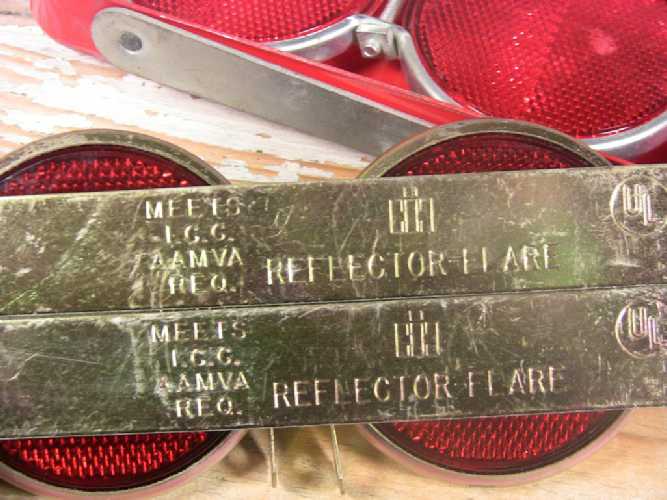 MEETS
I.C.C.
AAMVA
REQ.
REFLECTOR-FLARE
UL
MEETS
I.C.C.
AAMVA
REQ.
REFLECTOR-FLARE
UL